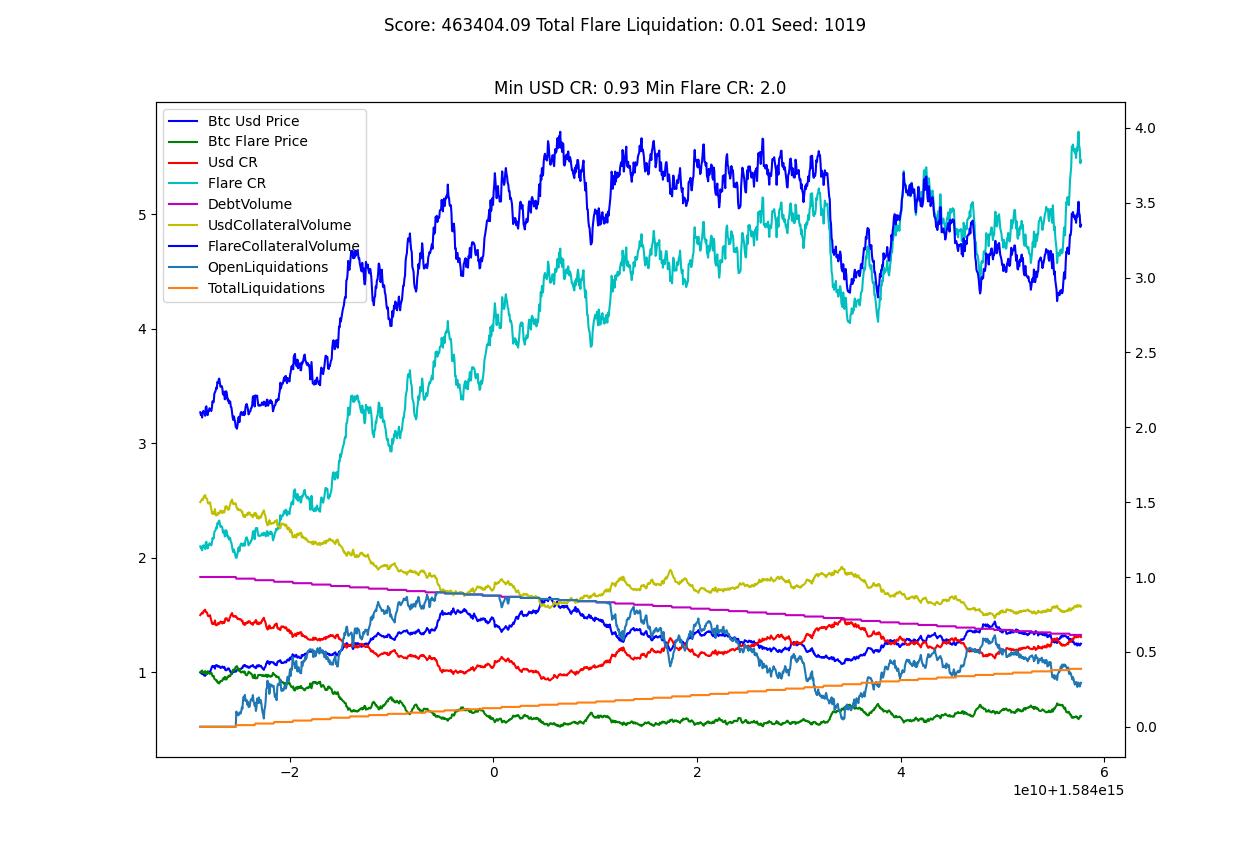 Score: 463404.09 Total Flare Liquidation: 0.01 Seed: 1019
Min USD CR: 0.93 Min Flare CR: 2.0
Btc Usd Price
Btc Flare Price
Usd CR
Flare CR
DebtVolume
UsdCollateralVolume
FlareCollateralVolume
OpenLiquidations
TotalLiquidations
5
4
3
2
1
4.0
3.5
3.0
2.5
2.0
1.5
1.0
0.5
0.0
−2 0 2 4 6
1e10+1.584e15